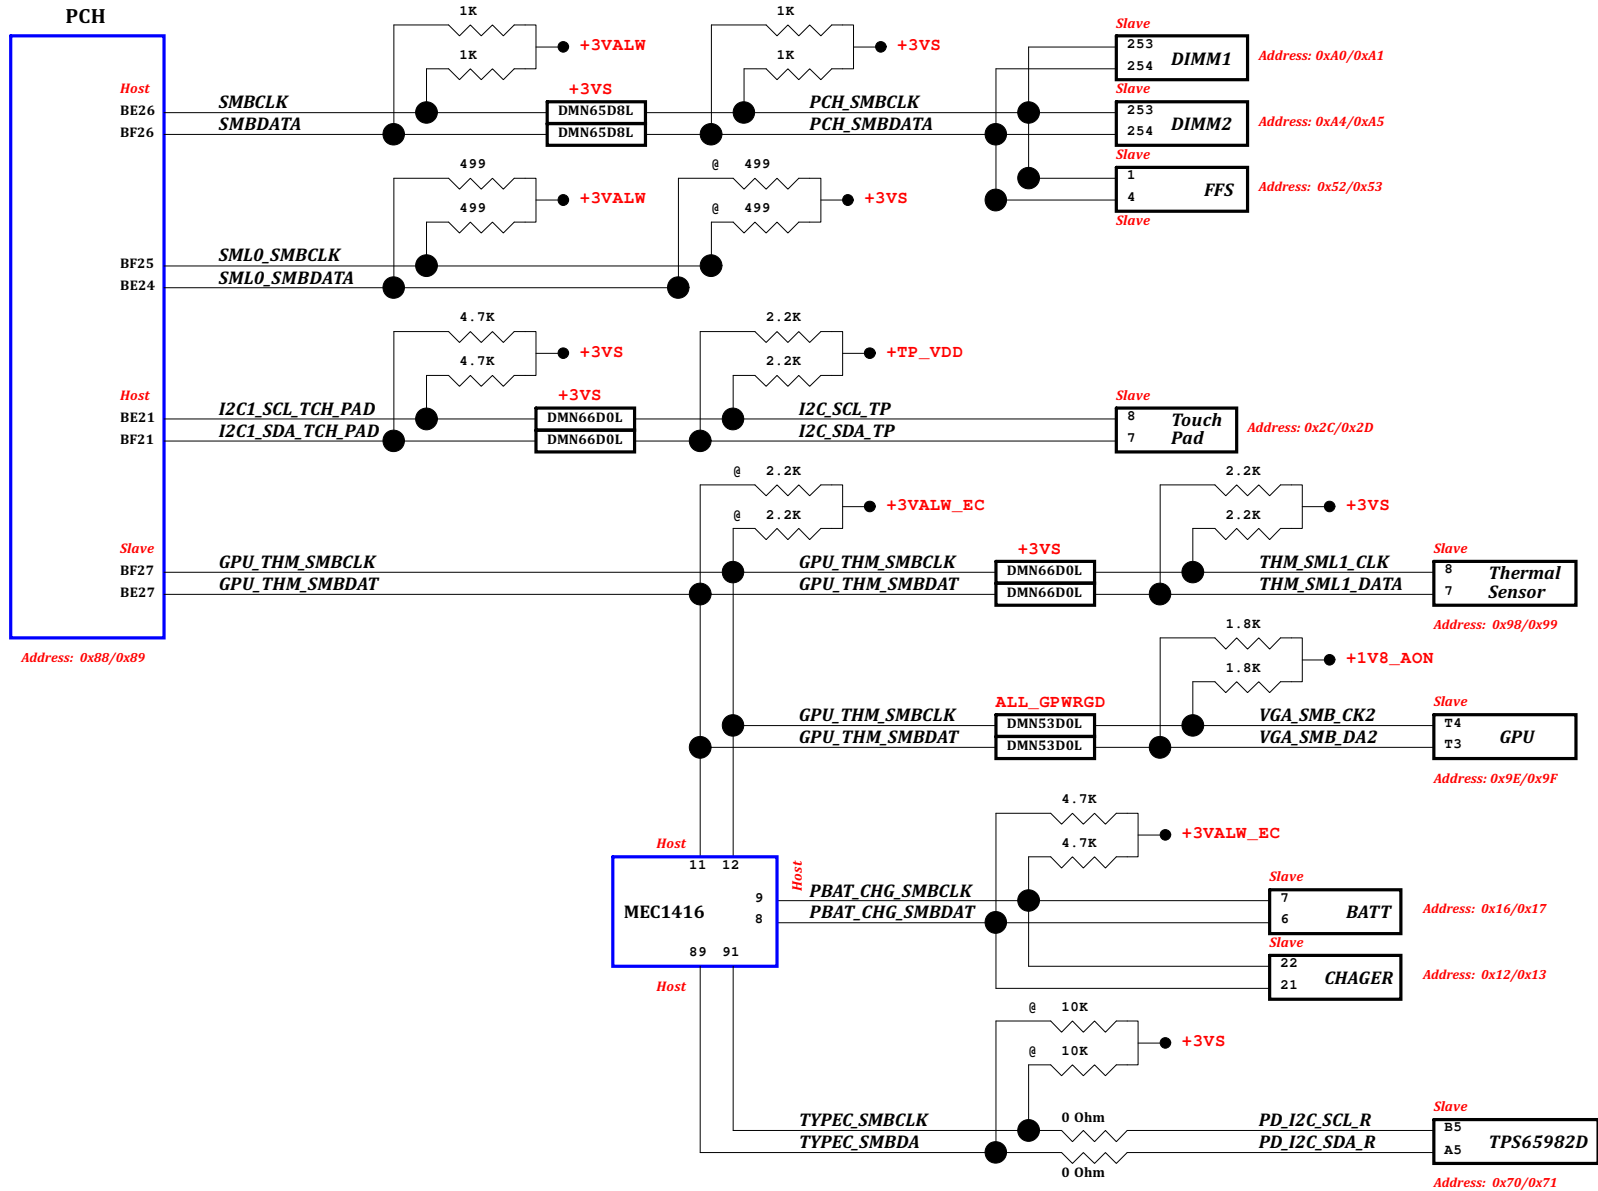 PCH
1K
+3VALW
1K
1K
+3VS
1K
Slave
253
254
DIMM1
Address: 0xA0/0xA1
Slave
Host
BE26
SMBCLK
+3VS
DMN65D8L
PCH_SMBCLK
253
BF26
SMBDATA
DMN65D8L
PCH_SMBDATA
254
DIMM2
Address: 0xA4/0xA5
Slave
499
+3VALW
499
@ 499
+3VS
@ 499
1
4
FFS
Address: 0x52/0x53
Slave
BF25
SML0_SMBCLK
BE24
SML0_SMBDATA
4.7K
+3VS
4.7K
2.2K
+TP_VDD
2.2K
Host
+3VS
Slave
BE21
I2C1_SCL_TCH_PAD
DMN66D0L
I2C_SCL_TP
8
BF21
I2C1_SDA_TCH_PAD
DMN66D0L
I2C_SDA_TP
7
Touch
Pad
Address: 0x2C/0x2D
@ 2.2K
+3VALW_EC
@ 2.2K
2.2K
+3VS
2.2K
Slave
+3VS
Slave
BF27
GPU_THM_SMBCLK
GPU_THM_SMBCLK
DMN66D0L
THM_SML1_CLK
8
BE27
GPU_THM_SMBDAT
GPU_THM_SMBDAT
DMN66D0L
THM_SML1_DATA
7
Thermal
Sensor
Address: 0x98/0x99
Address: 0x88/0x89
1.8K
+1V8_AON
1.8K
ALL_GPWRGD
Slave
GPU_THM_SMBCLK
DMN53D0L
VGA_SMB_CK2
T4
GPU_THM_SMBDAT
DMN53D0L
VGA_SMB_DA2
T3
GPU
Address: 0x9E/0x9F
4.7K
+3VALW_EC
4.7K
Host
11 12
Host
MEC1416
9
PBAT_CHG_SMBCLK
8
PBAT_CHG_SMBDAT
Slave
7
6
BATT
Address: 0x16/0x17
Slave
22
21
CHAGER
Address: 0x12/0x13
89 91
Host
@ 10K
+3VS
@ 10K
TYPEC_SMBCLK
0 Ohm
PD_I2C_SCL_R
Slave
B5
TYPEC_SMBDA
0 Ohm
PD_I2C_SDA_R
A5
TPS65982D
Address: 0x70/0x71